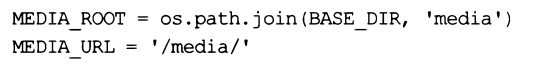 MEDIA_ROOT = os.path.join(BASE_DIR, 'media')
MEDIA_URL = '/media/'